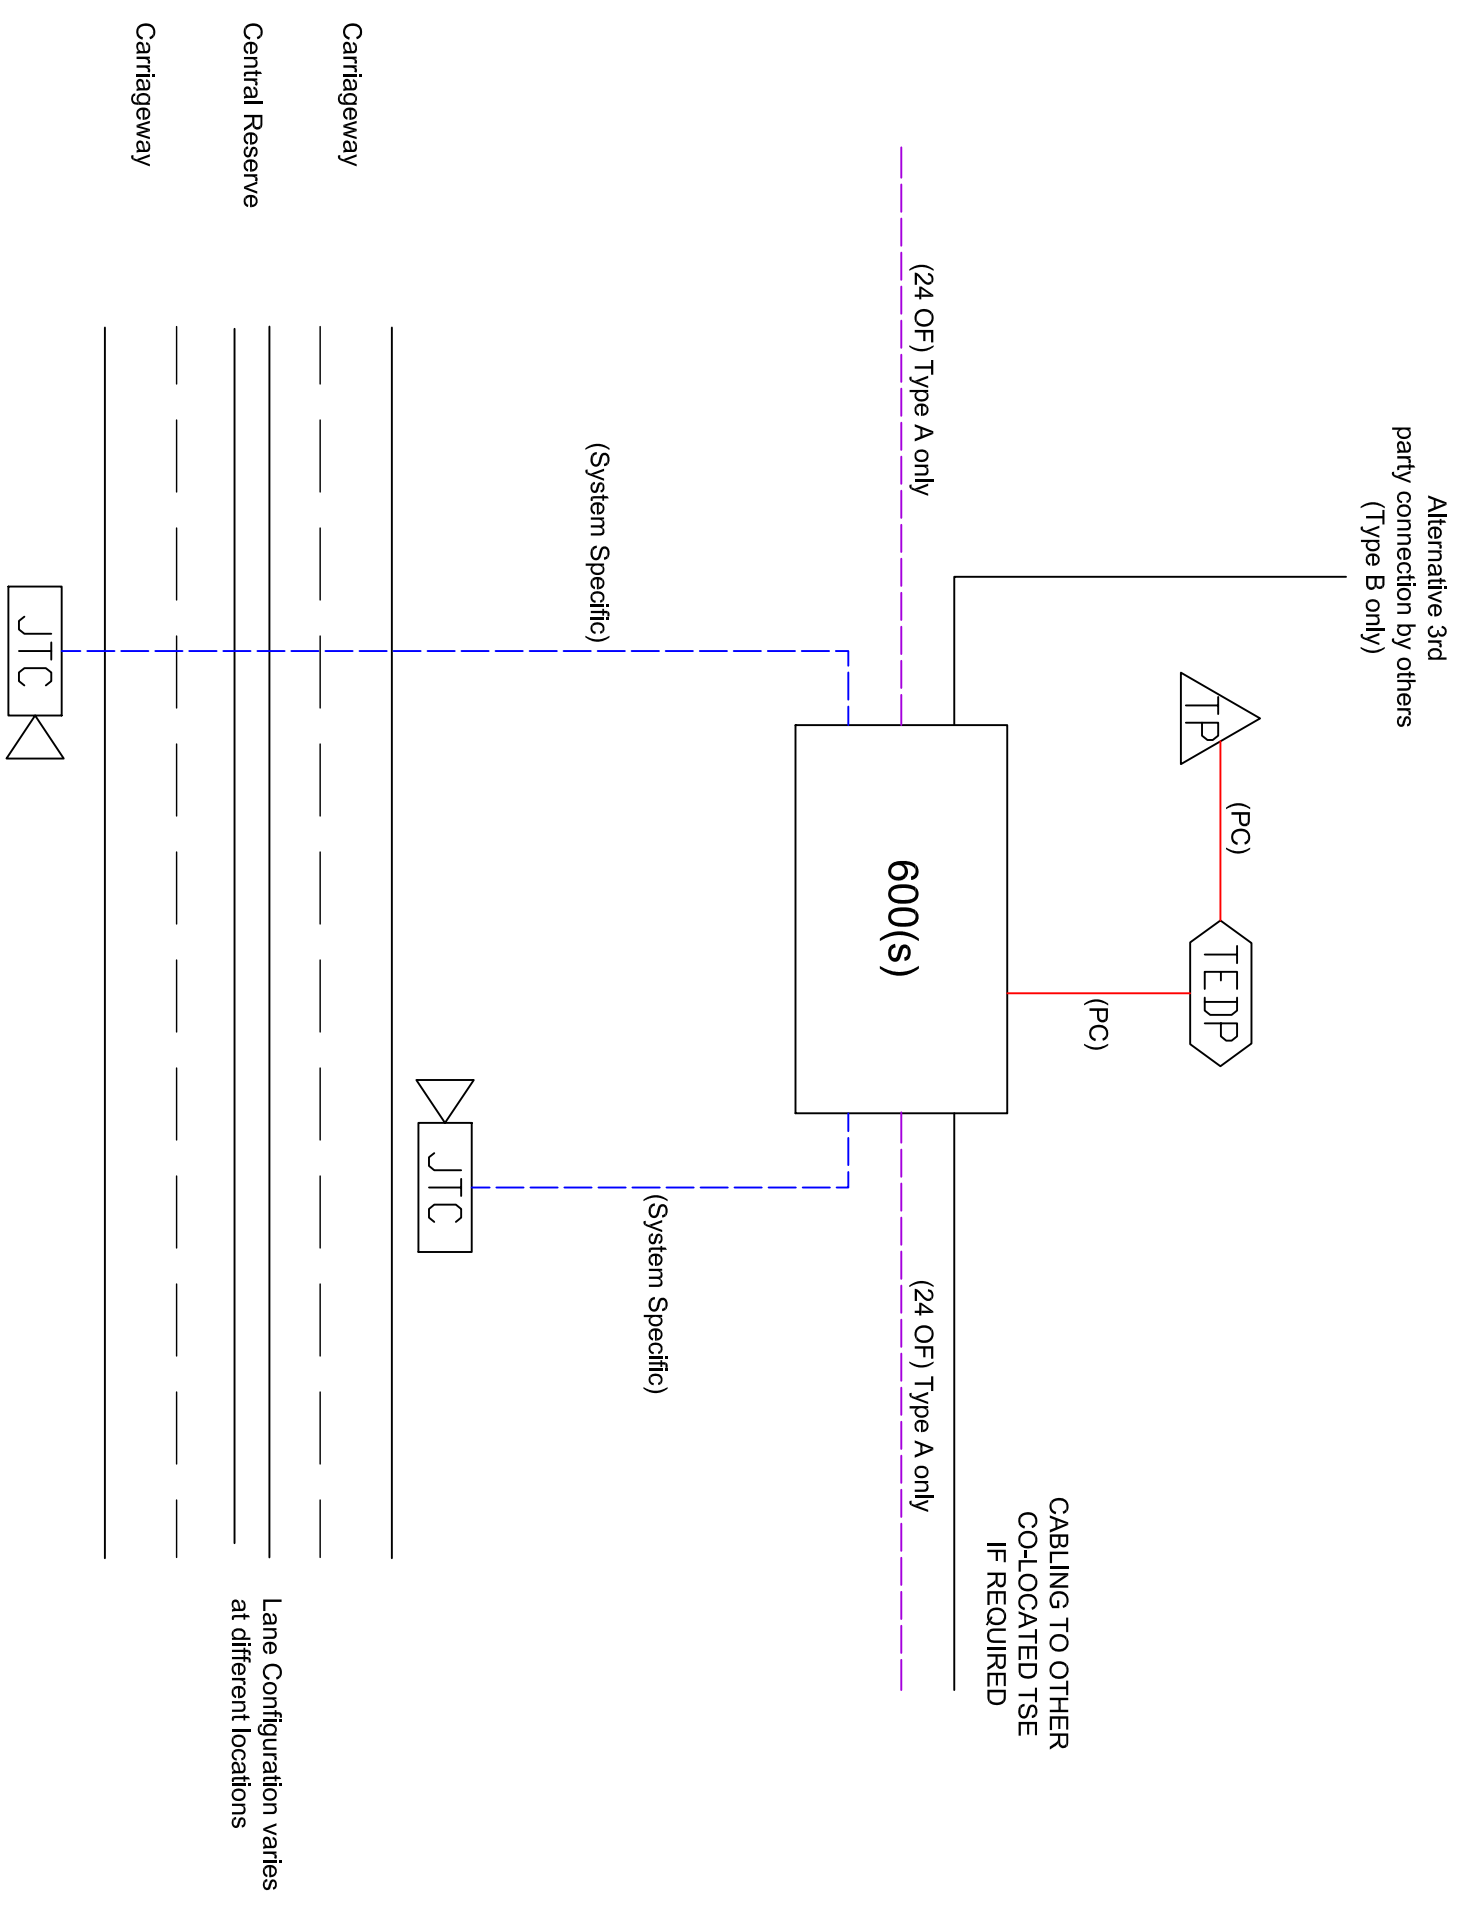 Alternative 3rd
party connection by others
(Type B only)
TP
(PC)
TEDP
(PC)
CABLING TO OTHER
CO-LOCATED TSE
IF REQUIRED
(24 OF) Type A only
600(s)
(24 OF) Type A only
(System Specific)
(System Specific)
JTC
Carriageway
Central Reserve
Carriageway
Lane Configuration varies
at different locations
JTC